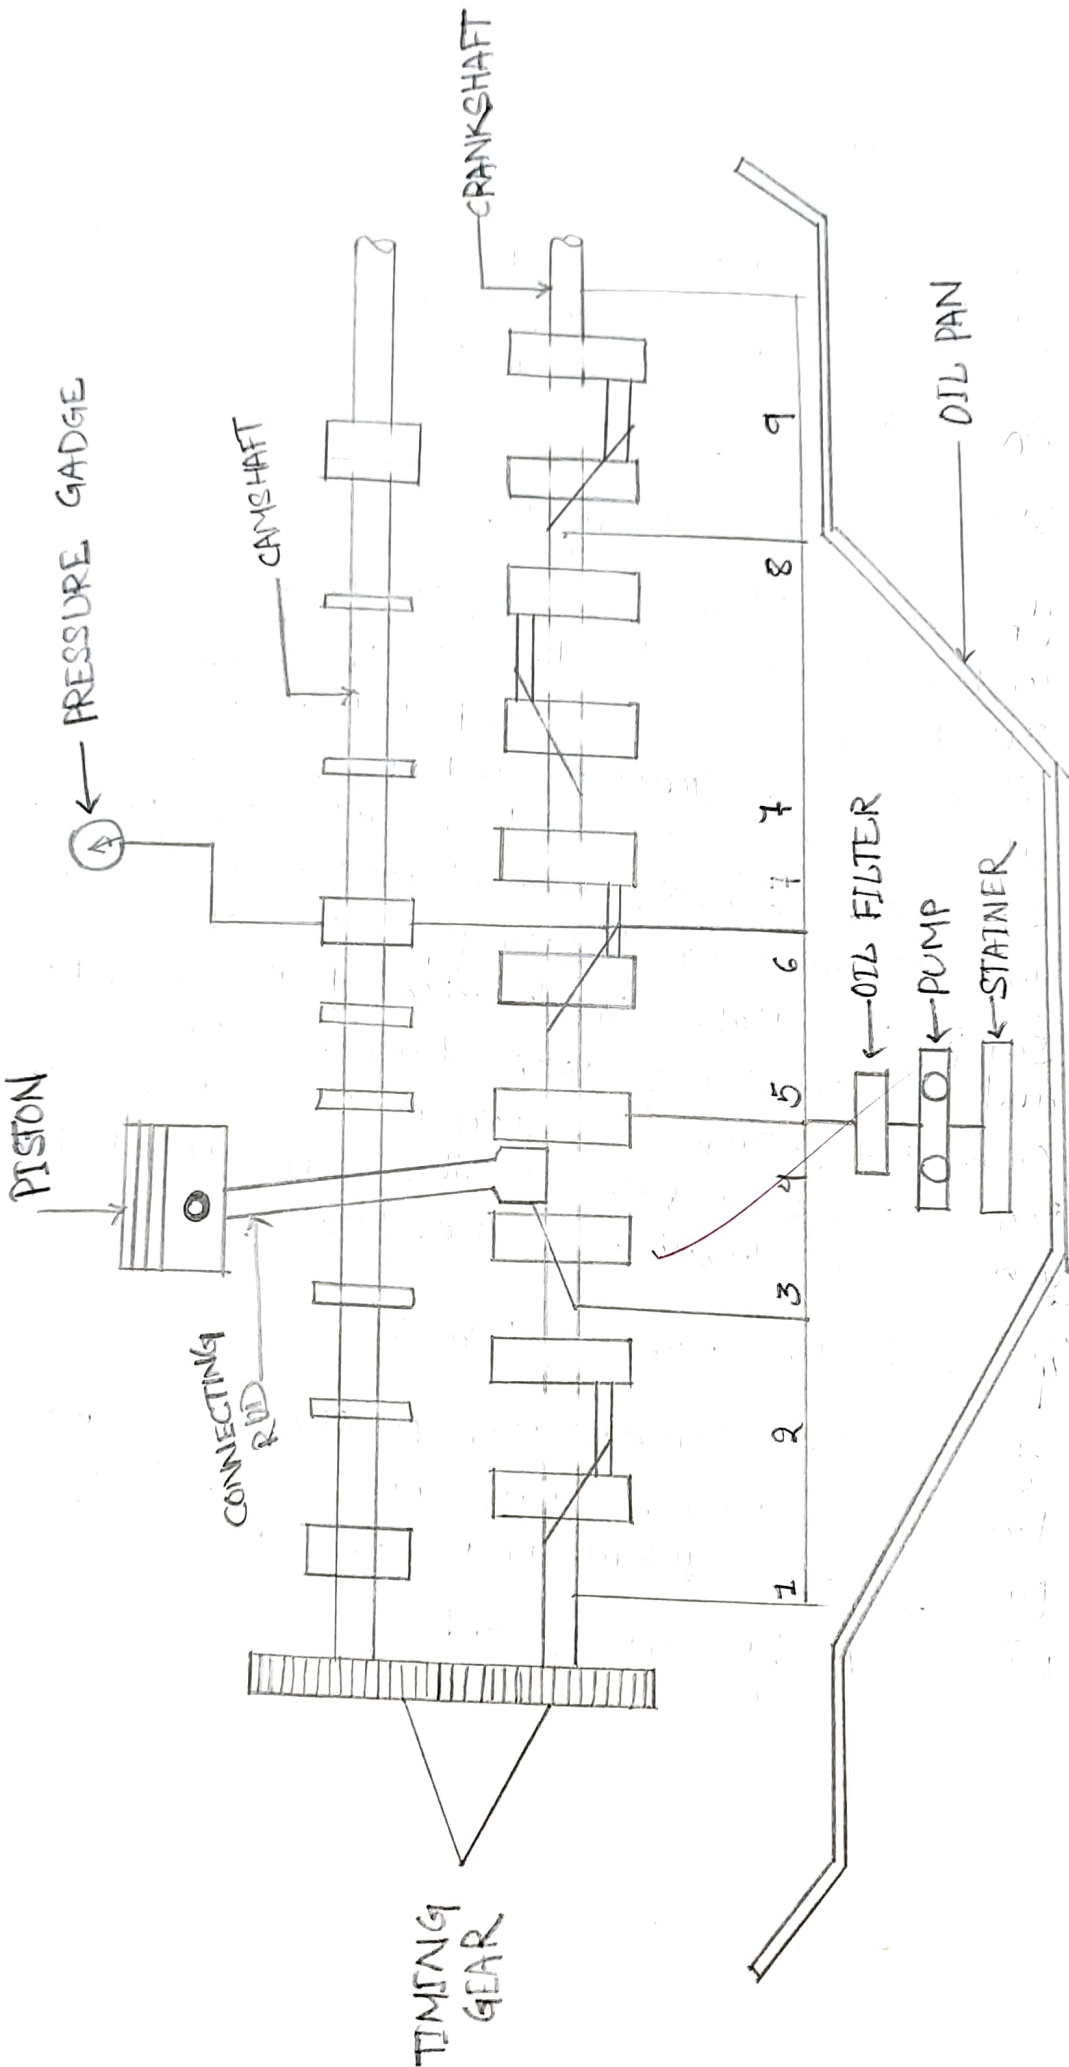 PRESSURE GADGE
PISTON
CAMSHAFT
CRANKSHAFT
CONNECTING
ROD
TIMING
GEAR
1 2 3 4 5 6 7 7 8 9
OIL FILTER
PUMP
STAINER
OIL PAN